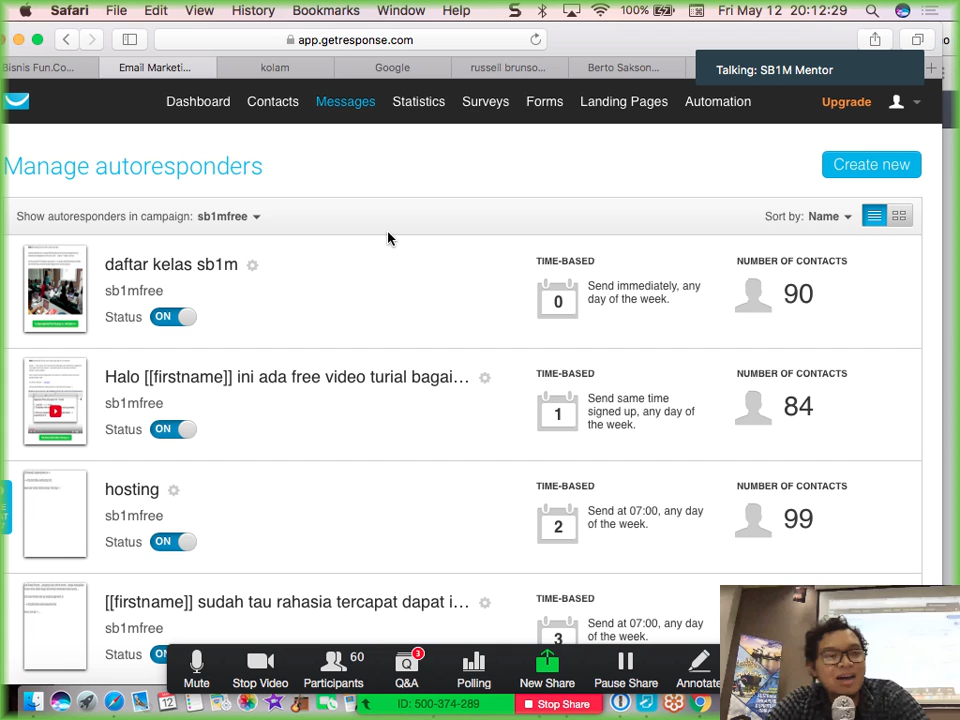 Safari File Edit View History Bookmarks Window Help 100% Fri May 12 20:12:29
app.getresponse.com
Bisnis Fun.Co... Email Marketi... kolam Google russell brunso... Berto Sakson...
Talking: SB1M Mentor
Dashboard Contacts Messages Statistics Surveys Forms Landing Pages Automation Upgrade
Manage autoresponders
Create new
Show autoresponders in campaign: sb1mfree
Sort by: Name
daftar kelas sb1m
sb1mfree
Status ON
TIME-BASED
0
Send immediately, any
day of the week.
NUMBER OF CONTACTS
90
Halo [[firstname]] ini ada free video turial bagai...
sb1mfree
Status ON
TIME-BASED
1
Send same time
signed up, any day of
the week.
NUMBER OF CONTACTS
84
hosting
sb1mfree
Status ON
TIME-BASED
2
Send at 07:00, any day
of the week.
NUMBER OF CONTACTS
99
[[firstname]] sudah tau rahasia tercapat dapat i...
sb1mfree
Status
TIME-BASED
3
Send at 07:00, any day
of the week.
Mute Stop Video Participants 60 Q&A 3 Polling New Share Pause Share Annotate
ID: 500-374-289 Stop Share